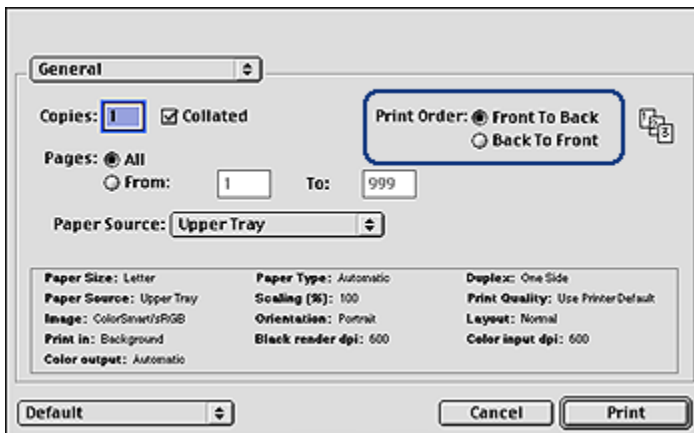 General
Copies: 1 Collated Print Order: Front To Back
Back To Front
Pages: All
From: 1 To: 999
Paper Source: Upper Tray
Paper Size: Letter Paper Type: Automatic Duplex: One Side
Paper Source: Upper Tray Scaling (%): 100 Print Quality: Use Printer Default
Image: ColorSmart/sRGB Orientation: Portrait Layout: Normal
Print in: Background Black render dpi: 600 Color input dpi: 600
Color output: Automatic
Default Cancel Print